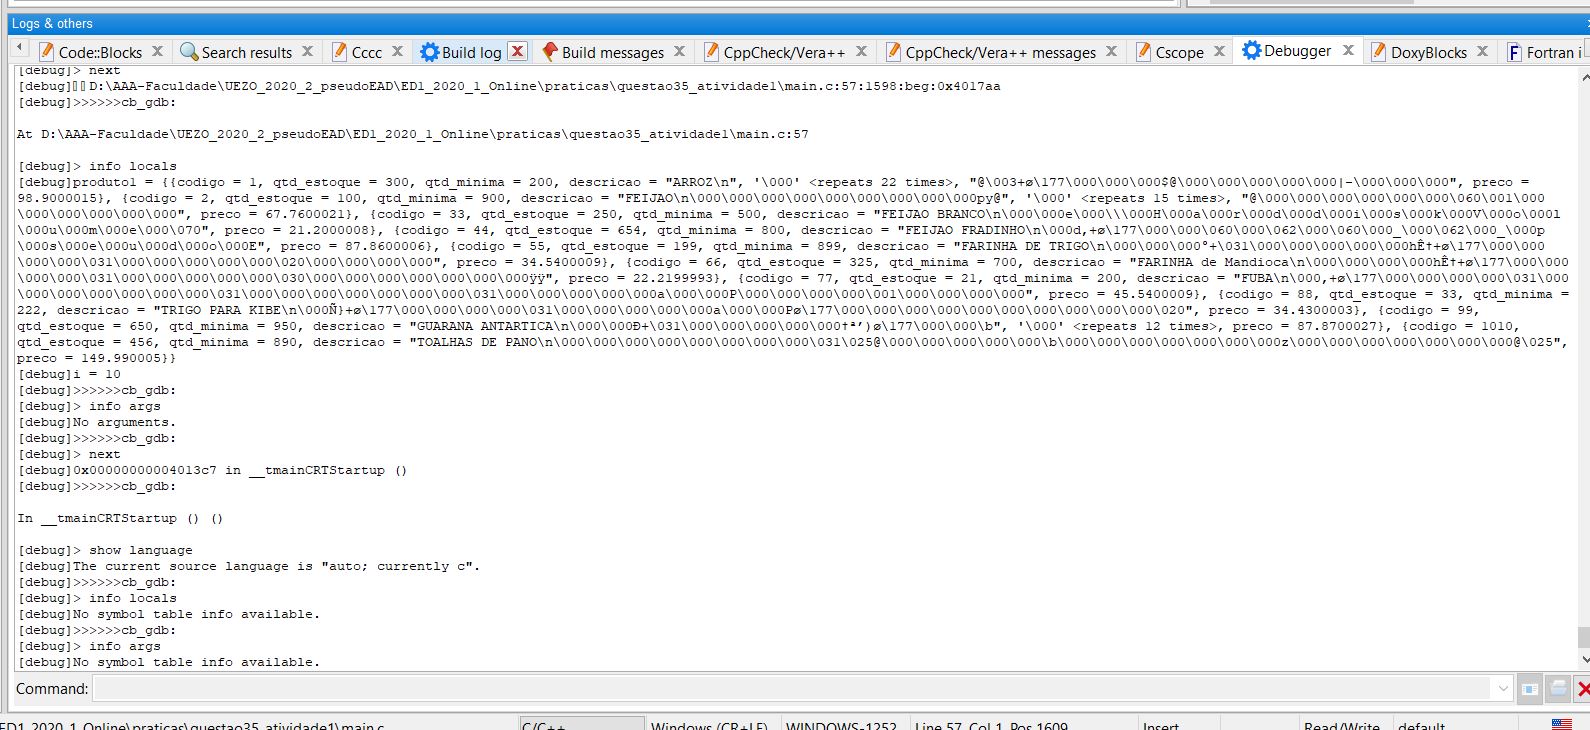 Logs & others
Code::Blocks Search results Cccc Build log Build messages CppCheck/Vera++ CppCheck/Vera++ messages Cscope Debugger DoxyBlocks Fortran i
[debug]> next
[debug]D:\AAA-Faculdade\UEZO_2020_2_pseudoEAD\ED1_2020_1_Online\praticas\questao35_atividade1\main.c:57:1598:beg:0x4017aa
[debug]>>>>>>cb_gdb:
At D:\AAA-Faculdade\UEZO_2020_2_pseudoEAD\ED1_2020_1_Online\praticas\questao35_atividade1\main.c:57
[debug]> info locals
[debug]produto1 = {{codigo = 1, qtd_estoque = 300, qtd_minima = 200, descricao = "ARROZ\n", '\000' <repeats 22 times>, "@\003+ø\177\000\000\000$@\000\000\000\000\000\000|-\000\000\000", preco =
98.9000015}, {codigo = 2, qtd_estoque = 100, qtd_minima = 900, descricao = "FEIJAO\n\000\000\000\000\000\000\000\000\000py@", '\000' <repeats 15 times>, "@\000\000\000\000\000\000\000\060\001\000
\000\000\000\000\000\000", preco = 67.7600021}, {codigo = 33, qtd_estoque = 250, qtd_minima = 500, descricao = "FEIJAO BRANCO\n\000\000\000e\000\\\000H\000a\000r\000d\000d\000i\000s\000k\000V\000o\000l
\000u\000m\000e\000\070", preco = 21.2000008}, {codigo = 44, qtd_estoque = 654, qtd_minima = 800, descricao = "FEIJAO FRADINHO\n\000d,+ø\177\000\000\060\000\062\000\060\000_\000\000\062\000_\000p
\000s\000e\000u\000d\000o\000E", preco = 87.8600006}, {codigo = 55, qtd_estoque = 199, qtd_minima = 899, descricao = "FARINHA DE TRIGO\n\000\000\000°+\031\000\000\000\000\000hÊ†+ø\177\000\000
\000\000\000\031\000\000\000\000\000\000\020\000\000\000\000", preco = 34.5400009}, {codigo = 66, qtd_estoque = 325, qtd_minima = 700, descricao = "FARINHA de Mandioca\n\000\000\000\000hÊ†+ø\177\000\000
\000\000\000\031\000\000\000\000\000\000\030\000\000\000\000\000\000\000ÿÿ", preco = 22.2199993}, {codigo = 77, qtd_estoque = 21, qtd_minima = 200, descricao = "FUBA\n\000,+ø\177\000\000\000\000\031\000
\000\000\000\000\000\000\031\000\000\000\000\000\000\000\031\000\000\000\000\000a\000\000P\000\000\000\000\001\000\000\000\000", preco = 45.5400009}, {codigo = 88, qtd_estoque = 33, qtd_minima =
222, descricao = "TRIGO PARA KIBE\n\000Ñ}+ø\177\000\000\000\000\031\000\000\000\000\000a\000\000Pø\000\000\000\000\000\000\000\000\000\000\020", preco = 34.4300003}, {codigo = 99,
qtd_estoque = 650, qtd_minima = 950, descricao = "GUARANA ANTARTICA\n\000\000Ð+\031\000\000\000\000\000†ª’)ø\177\000\000\b", '\000' <repeats 12 times>, preco = 87.8700027}, {codigo = 1010,
qtd_estoque = 456, qtd_minima = 890, descricao = "TOALHAS DE PANO\n\000\000\000\000\000\000\000\031\025@\000\000\000\000\000\b\000\000\000\000\000\000z\000\000\000\000\000\000\000@\025",
preco = 149.990005}}
[debug]i = 10
[debug]>>>>>>cb_gdb:
[debug]> info args
[debug]No arguments.
[debug]>>>>>>cb_gdb:
[debug]> next
[debug]0x00000000004013c7 in __tmainCRTStartup ()
[debug]>>>>>>cb_gdb:
In __tmainCRTStartup () ()
[debug]> show language
[debug]The current source language is "auto; currently c".
[debug]>>>>>>cb_gdb:
[debug]> info locals
[debug]No symbol table info available.
[debug]>>>>>>cb_gdb:
[debug]> info args
[debug]No symbol table info available.
Command:
ED1_2020_1_Online\praticas\questao35_atividade1\main.c C/C++ Windows (CR+LF) WINDOWS-1252 Line 57, Col 1, Pos 1609 Insert Read/Write default